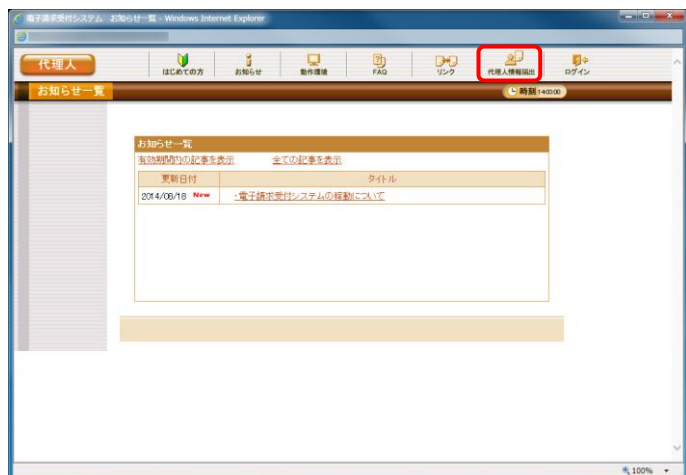 電子請求受付システム お知らせ一覧 - Windows Internet Explorer
代理人
はじめての方
お知らせ
動作環境
FAQ
リンク
代理人情報届出
ログイン
お知らせ一覧
時刻 14:03:00
お知らせ一覧
有効期間内の記事を表示 全ての記事を表示
更新日付 タイトル
2014/08/18 New ・電子請求受付システムの稼動について
100%